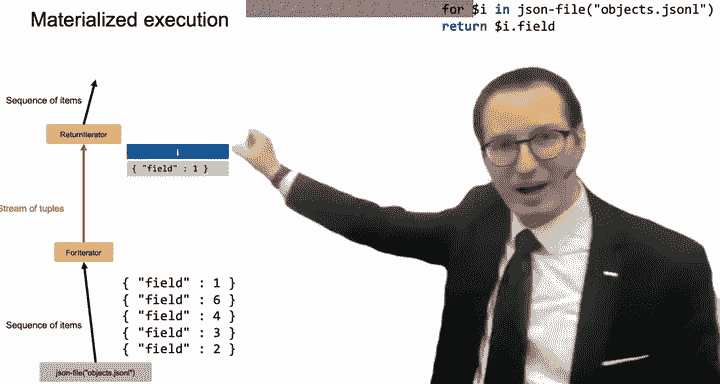 Materialized execution
for $i in json-file("objects.jsonl")
return $i.field
Sequence of items
ReturnIterator
i
{ "field" : 1 }
Stream of tuples
ForIterator
{ "field" : 1 }
{ "field" : 6 }
{ "field" : 4 }
{ "field" : 3 }
{ "field" : 2 }
Sequence of items
json-file("objects.jsonl")